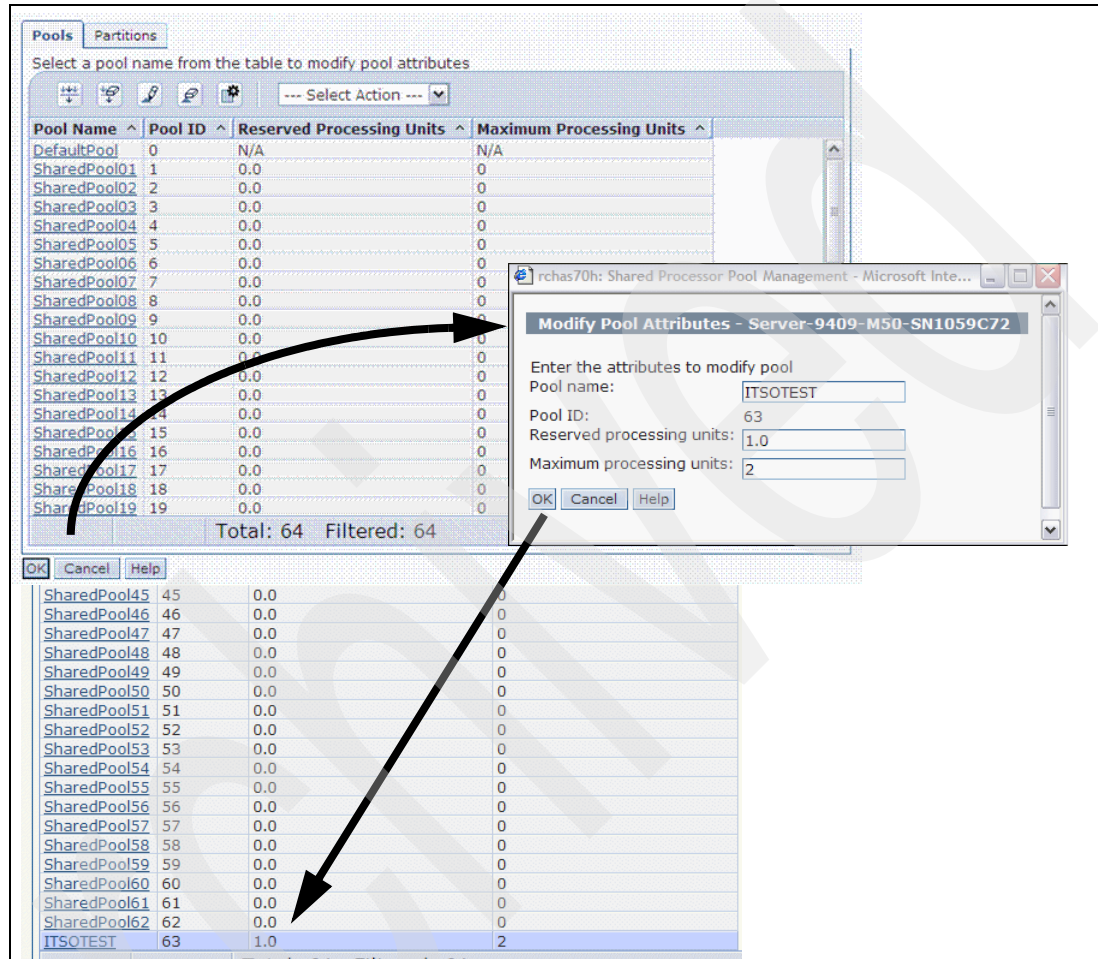 Pools Partitions
Select a pool name from the table to modify pool attributes
--- Select Action ---
Pool Name ^ Pool ID ^ Reserved Processing Units ^ Maximum Processing Units ^
DefaultPool 0 N/A N/A
SharedPool01 1 0.0 0
SharedPool02 2 0.0 0
SharedPool03 3 0.0 0
SharedPool04 4 0.0 0
SharedPool05 5 0.0 0
SharedPool06 6 0.0 0
SharedPool07 7 0.0 0
SharedPool08 8 0.0 0
SharedPool09 9 0.0 0
SharedPool10 10 0.0 0
SharedPool11 11 0.0 0
SharedPool12 12 0.0 0
SharedPool13 13 0.0 0
SharedPool14 14 0.0 0
SharedPool15 15 0.0 0
SharedPool16 16 0.0 0
SharedPool17 17 0.0 0
SharedPool18 18 0.0 0
SharedPool19 19 0.0 0
Total: 64 Filtered: 64
OK Cancel Help
rchas70h: Shared Processor Pool Management - Microsoft Inte...
Modify Pool Attributes - Server-9409-M50-SN1059C72
Enter the attributes to modify pool
Pool name: ITSOTEST
Pool ID: 63
Reserved processing units: 1.0
Maximum processing units: 2
OK Cancel Help
SharedPool45 45 0.0 0
SharedPool46 46 0.0 0
SharedPool47 47 0.0 0
SharedPool48 48 0.0 0
SharedPool49 49 0.0 0
SharedPool50 50 0.0 0
SharedPool51 51 0.0 0
SharedPool52 52 0.0 0
SharedPool53 53 0.0 0
SharedPool54 54 0.0 0
SharedPool55 55 0.0 0
SharedPool56 56 0.0 0
SharedPool57 57 0.0 0
SharedPool58 58 0.0 0
SharedPool59 59 0.0 0
SharedPool60 60 0.0 0
SharedPool61 61 0.0 0
SharedPool62 62 0.0 0
ITSOTEST 63 1.0 2